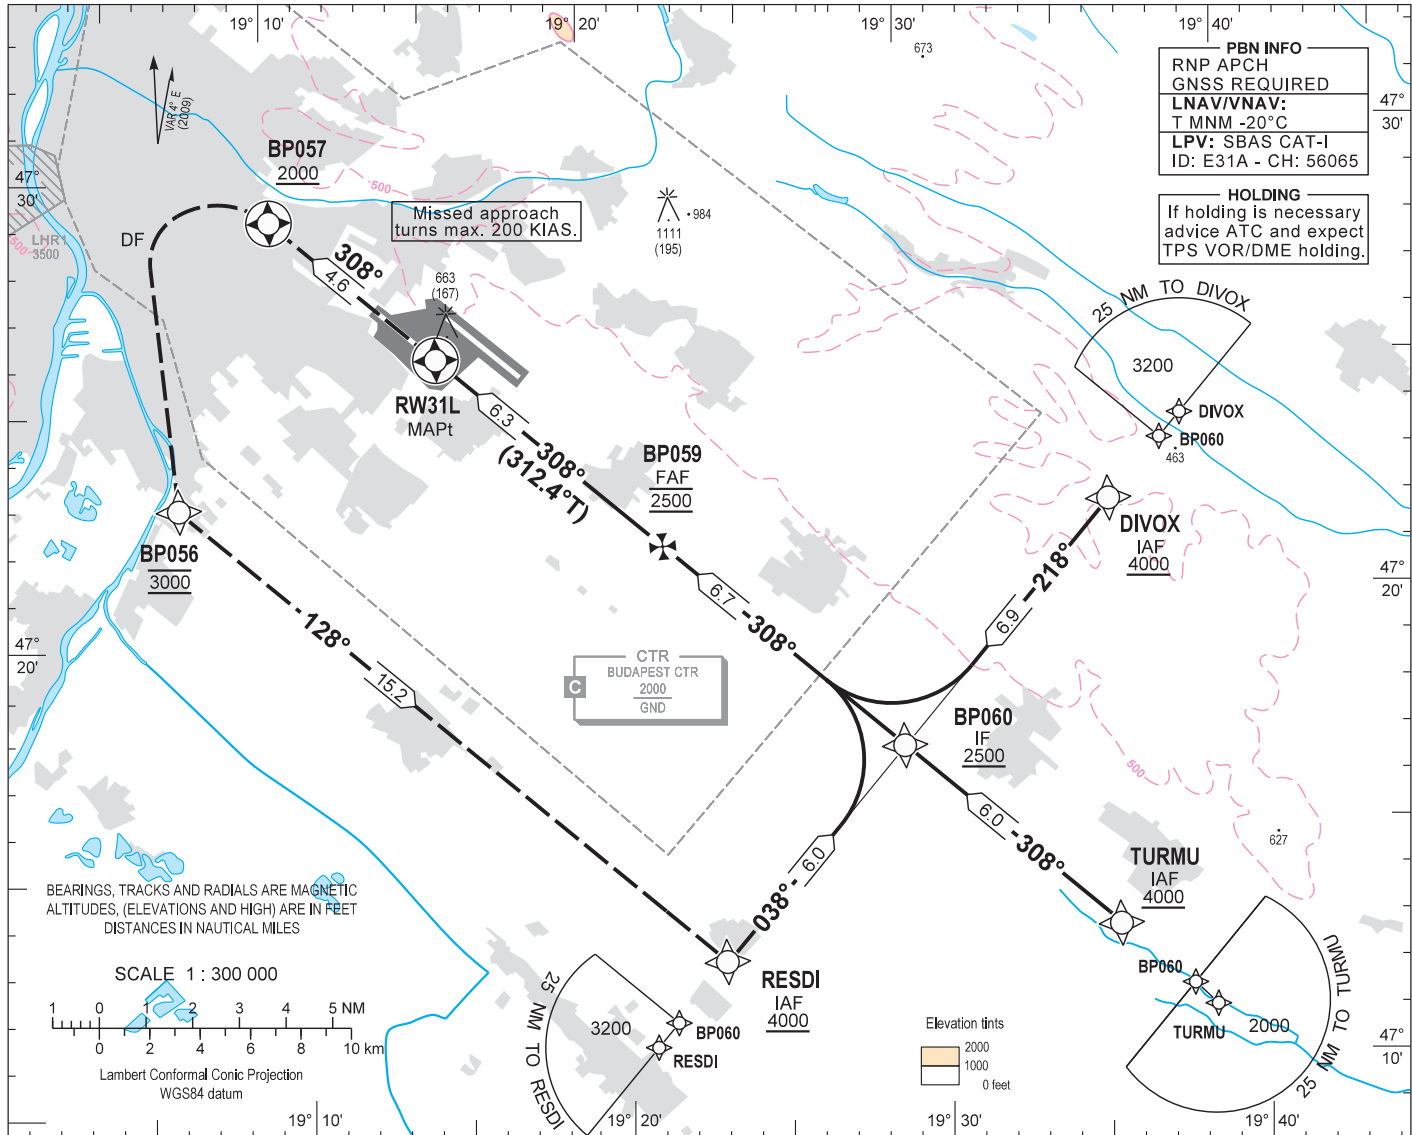 19° 10'
19° 20'
19° 30'
19° 40'
673
PBN INFO
RNP APCH
GNSS REQUIRED
LNAV/VNAV:
T MNM -20°C
LPV: SBAS CAT-I
ID: E31A - CH: 56065
47°
30'
VAR 4° E
(2009)
BP057
2000
47°
30'
500
HOLDING
If holding is necessary
advice ATC and expect
TPS VOR/DME holding.
Missed approach
turns max. 200 KIAS.
984
1111
(195)
LHR1
3500
500
DF
308°
4.6
663
(167)
25 NM TO DIVOX
3200
DIVOX
BP060
463
RW31L
MAPt
6.3
308°
(312.4°T)
BP059
FAF
2500
DIVOX
IAF
4000
BP056
3000
218°
6.9
47°
20'
6.7
308°
128°
47°
20'
15.2
CTR
BUDAPEST CTR
C
2000
GND
BP060
IF
2500
500
6.0
308°
627
6.0
038°
TURMU
IAF
4000
BEARINGS, TRACKS AND RADIALS ARE MAGNETIC
ALTITUDES, (ELEVATIONS AND HIGH) ARE IN FEET
DISTANCES IN NAUTICAL MILES
SCALE 1 : 300 000
1 0 1 2 3 4 5 NM
0 2 4 6 8 10 km
Lambert Conformal Conic Projection
WGS84 datum
RESDI
IAF
4000
25 NM TO RESDI
3200
BP060
RESDI
Elevation tints
2000
1000
0 feet
BP060
TURMU
2000
25 NM TO TURMU
47°
10'
19° 10'
19° 20'
19° 30'
19° 40'